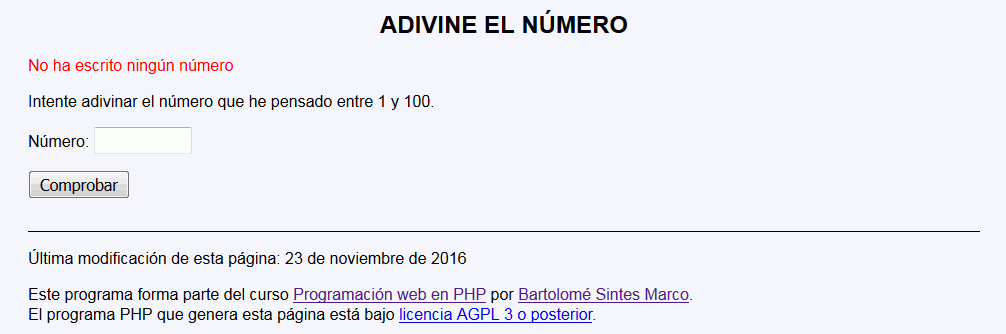 ADIVINE EL NÚMERO
No ha escrito ningún número
Intente adivinar el número que he pensado entre 1 y 100.
Número:
Comprobar
Última modificación de esta página: 23 de noviembre de 2016
Este programa forma parte del curso Programación web en PHP por Bartolomé Sintes Marco.
El programa PHP que genera esta página está bajo licencia AGPL 3 o posterior.